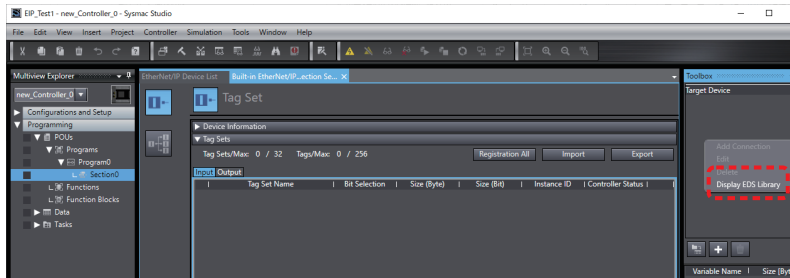 EIP_Test1 - new_Controller_0 - Sysmac Studio
File Edit View Insert Project Controller Simulation Tools Window Help
Multiview Explorer
EtherNet/IP Device List Built-in EtherNet/IP...ection Se...
Toolbox
new_Controller_0
Tag Set
Target Device
Configurations and Setup
Programming
Device Information
POUs
Tag Sets
Programs
Tag Sets/Max: 0 / 32 Tags/Max: 0 / 256 Registration All Import Export
Add Connection
Program0
Edit
Section0
Input Output
Delete
Functions
Tag Set Name | Bit Selection | Size (Byte) | Size (Bit) | Instance ID | Controller Status |
Display EDS Library
Function Blocks
Data
Tasks
Variable Name | Size [Byt